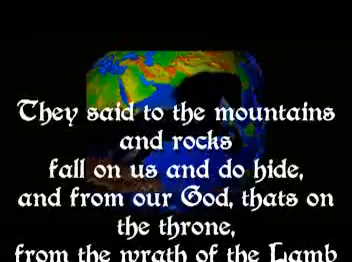 They said to the mountains
and rocks
fall on us and do hide,
and from our God, thats on
the throne,
from the wrath of the Lamb